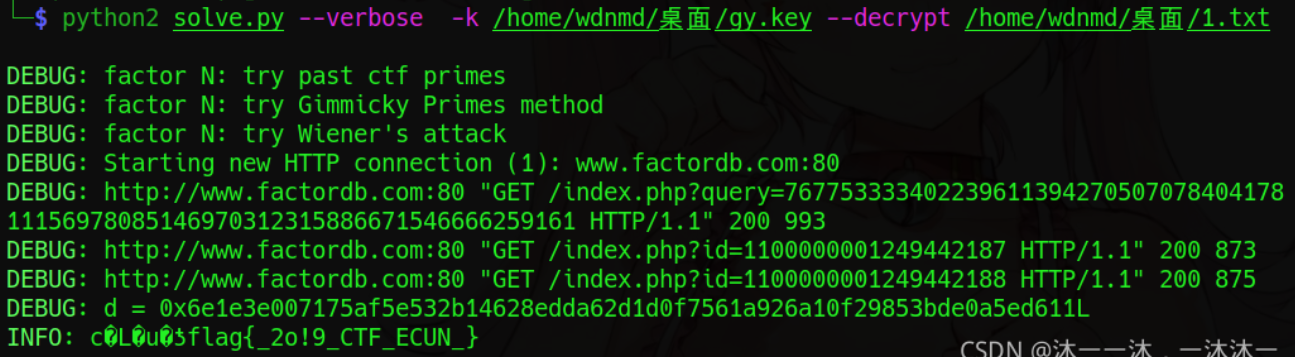 └─$ python2 solve.py --verbose -k /home/wdnmd/桌面/gy.key --decrypt /home/wdnmd/桌面/1.txt
DEBUG: factor N: try past ctf primes
DEBUG: factor N: try Gimmicky Primes method
DEBUG: factor N: try Wiener's attack
DEBUG: Starting new HTTP connection (1): www.factordb.com:80
DEBUG: http://www.factordb.com:80 "GET /index.php?query=76775333340223961139427050707840417811156978085146970312315886671546666259161 HTTP/1.1" 200 993
DEBUG: http://www.factordb.com:80 "GET /index.php?id=1100000001249442187 HTTP/1.1" 200 873
DEBUG: http://www.factordb.com:80 "GET /index.php?id=1100000001249442188 HTTP/1.1" 200 875
DEBUG: d = 0x6e1e3e007175af5e532b14628edda62d1d0f7561a926a10f29853bde0a5ed611L
INFO: c�L�u�ծflag{_2o!9_CTF_ECUN_}
CSDN @沐一一沐，一沐沐一